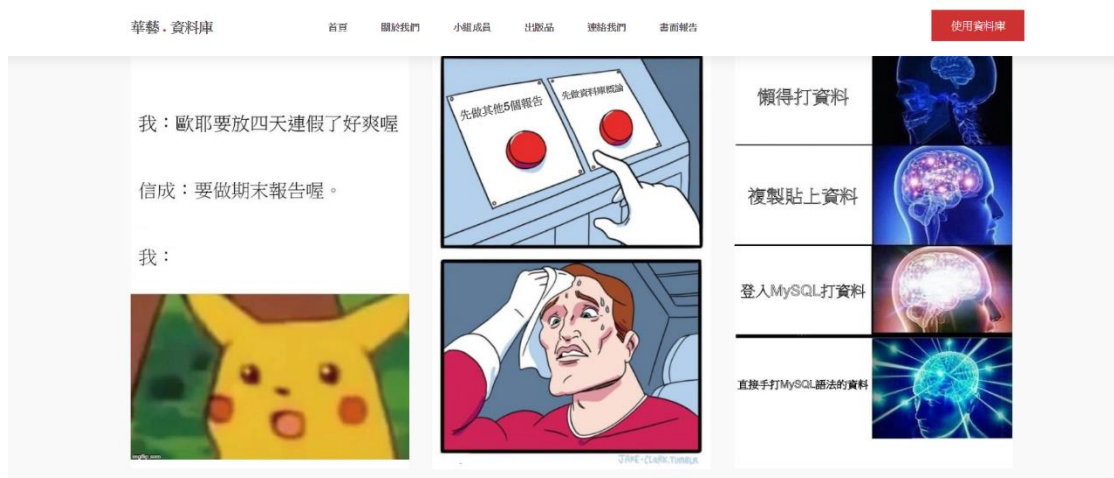 華藝．資料庫
首頁 關於我們 小組成員 出版品 連絡我們 書面報告
使用資料庫
我：歐耶要放四天連假了好爽喔
信成：要做期末報告喔。
我：
imgflip.com
先做其他5個報告
先做資料庫概論
JAKE-CLARK.TUMBLR
懶得打資料
複製貼上資料
登入MySQL打資料
直接手打MySQL語法的資料